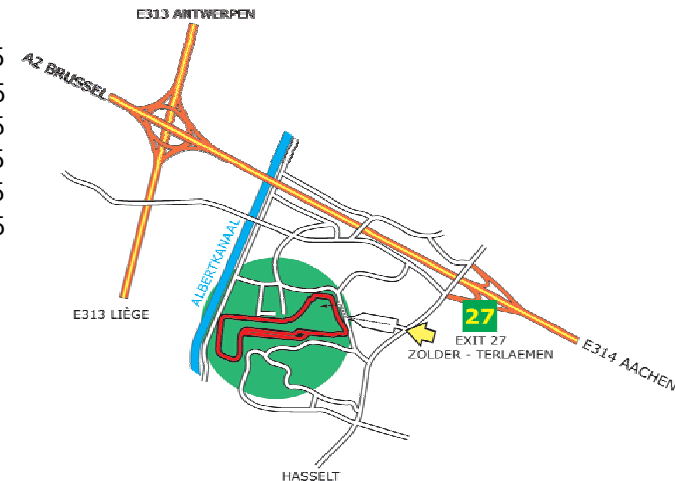 E313 ANTWERPEN
A2 BRUSSEL
ALBERTKANAAL
E313 LIÈGE
27
EXIT 27
ZOLDER - TERLAEMEN
E314 AACHEN
HASSELT